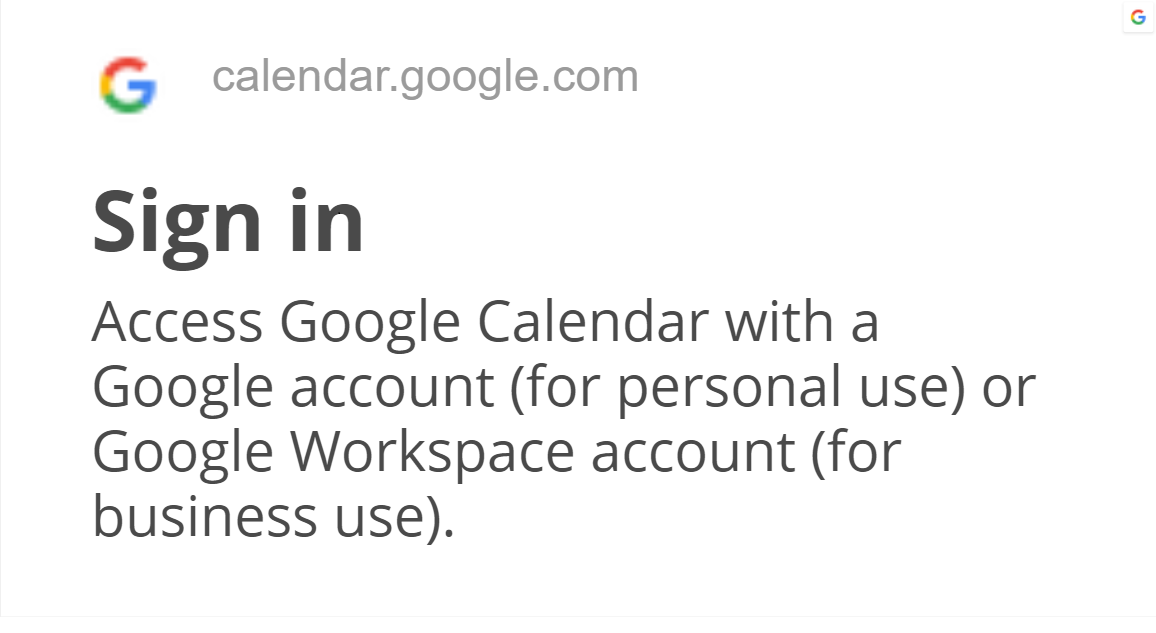 calendar.google.com
Sign in
Access Google Calendar with a
Google account (for personal use) or
Google Workspace account (for
business use).